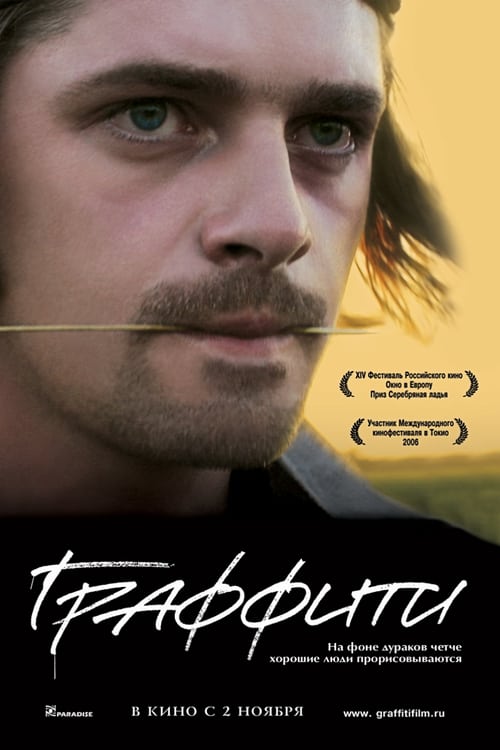 XIV Фестиваль Российского кино
Окно в Европу
Приз Серебряная ладья
Участник Международного
кинофестиваля в Токио
2006
Граффити
На фоне дураков четче
хорошие люди прорисовываются
PARADISE
В КИНО С 2 НОЯБРЯ
www. graffitifilm.ru